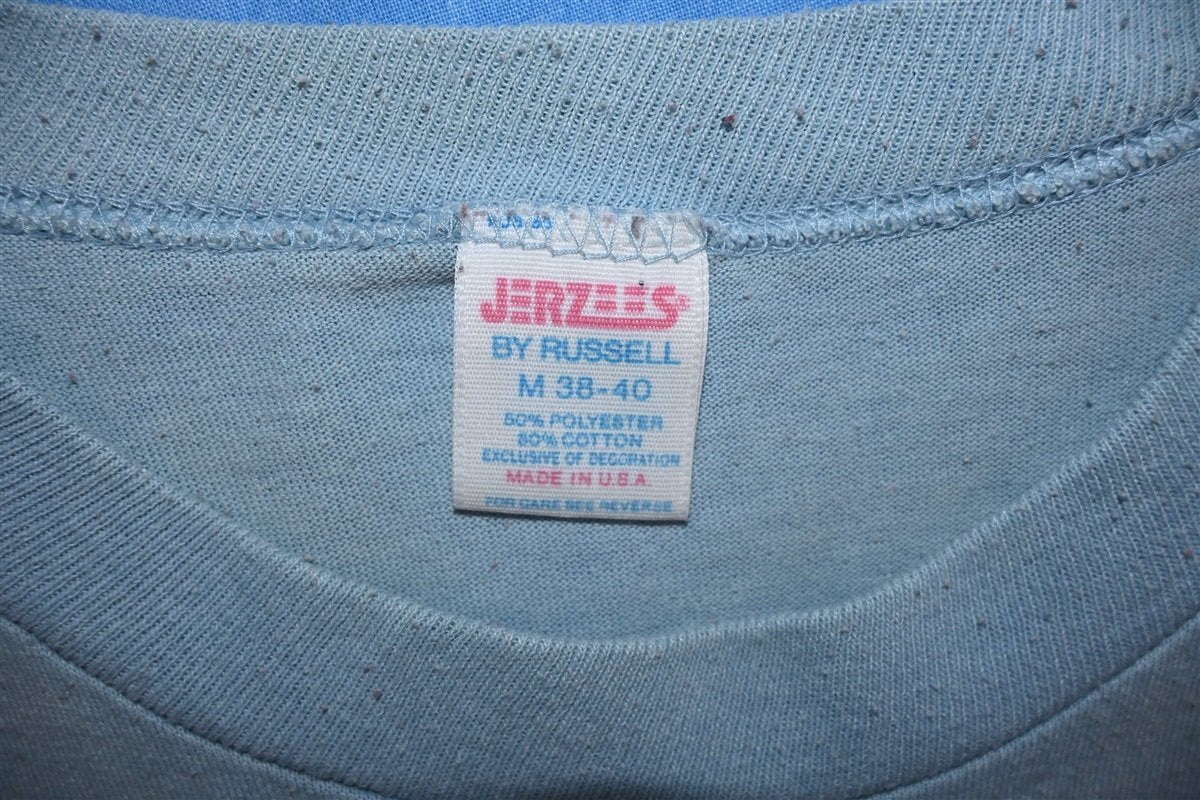 JERZEES®
BY RUSSELL
M 38-40
50% POLYESTER
50% COTTON
EXCLUSIVE OF DECORATION
MADE IN U.S.A.
FOR CARE SEE REVERSE